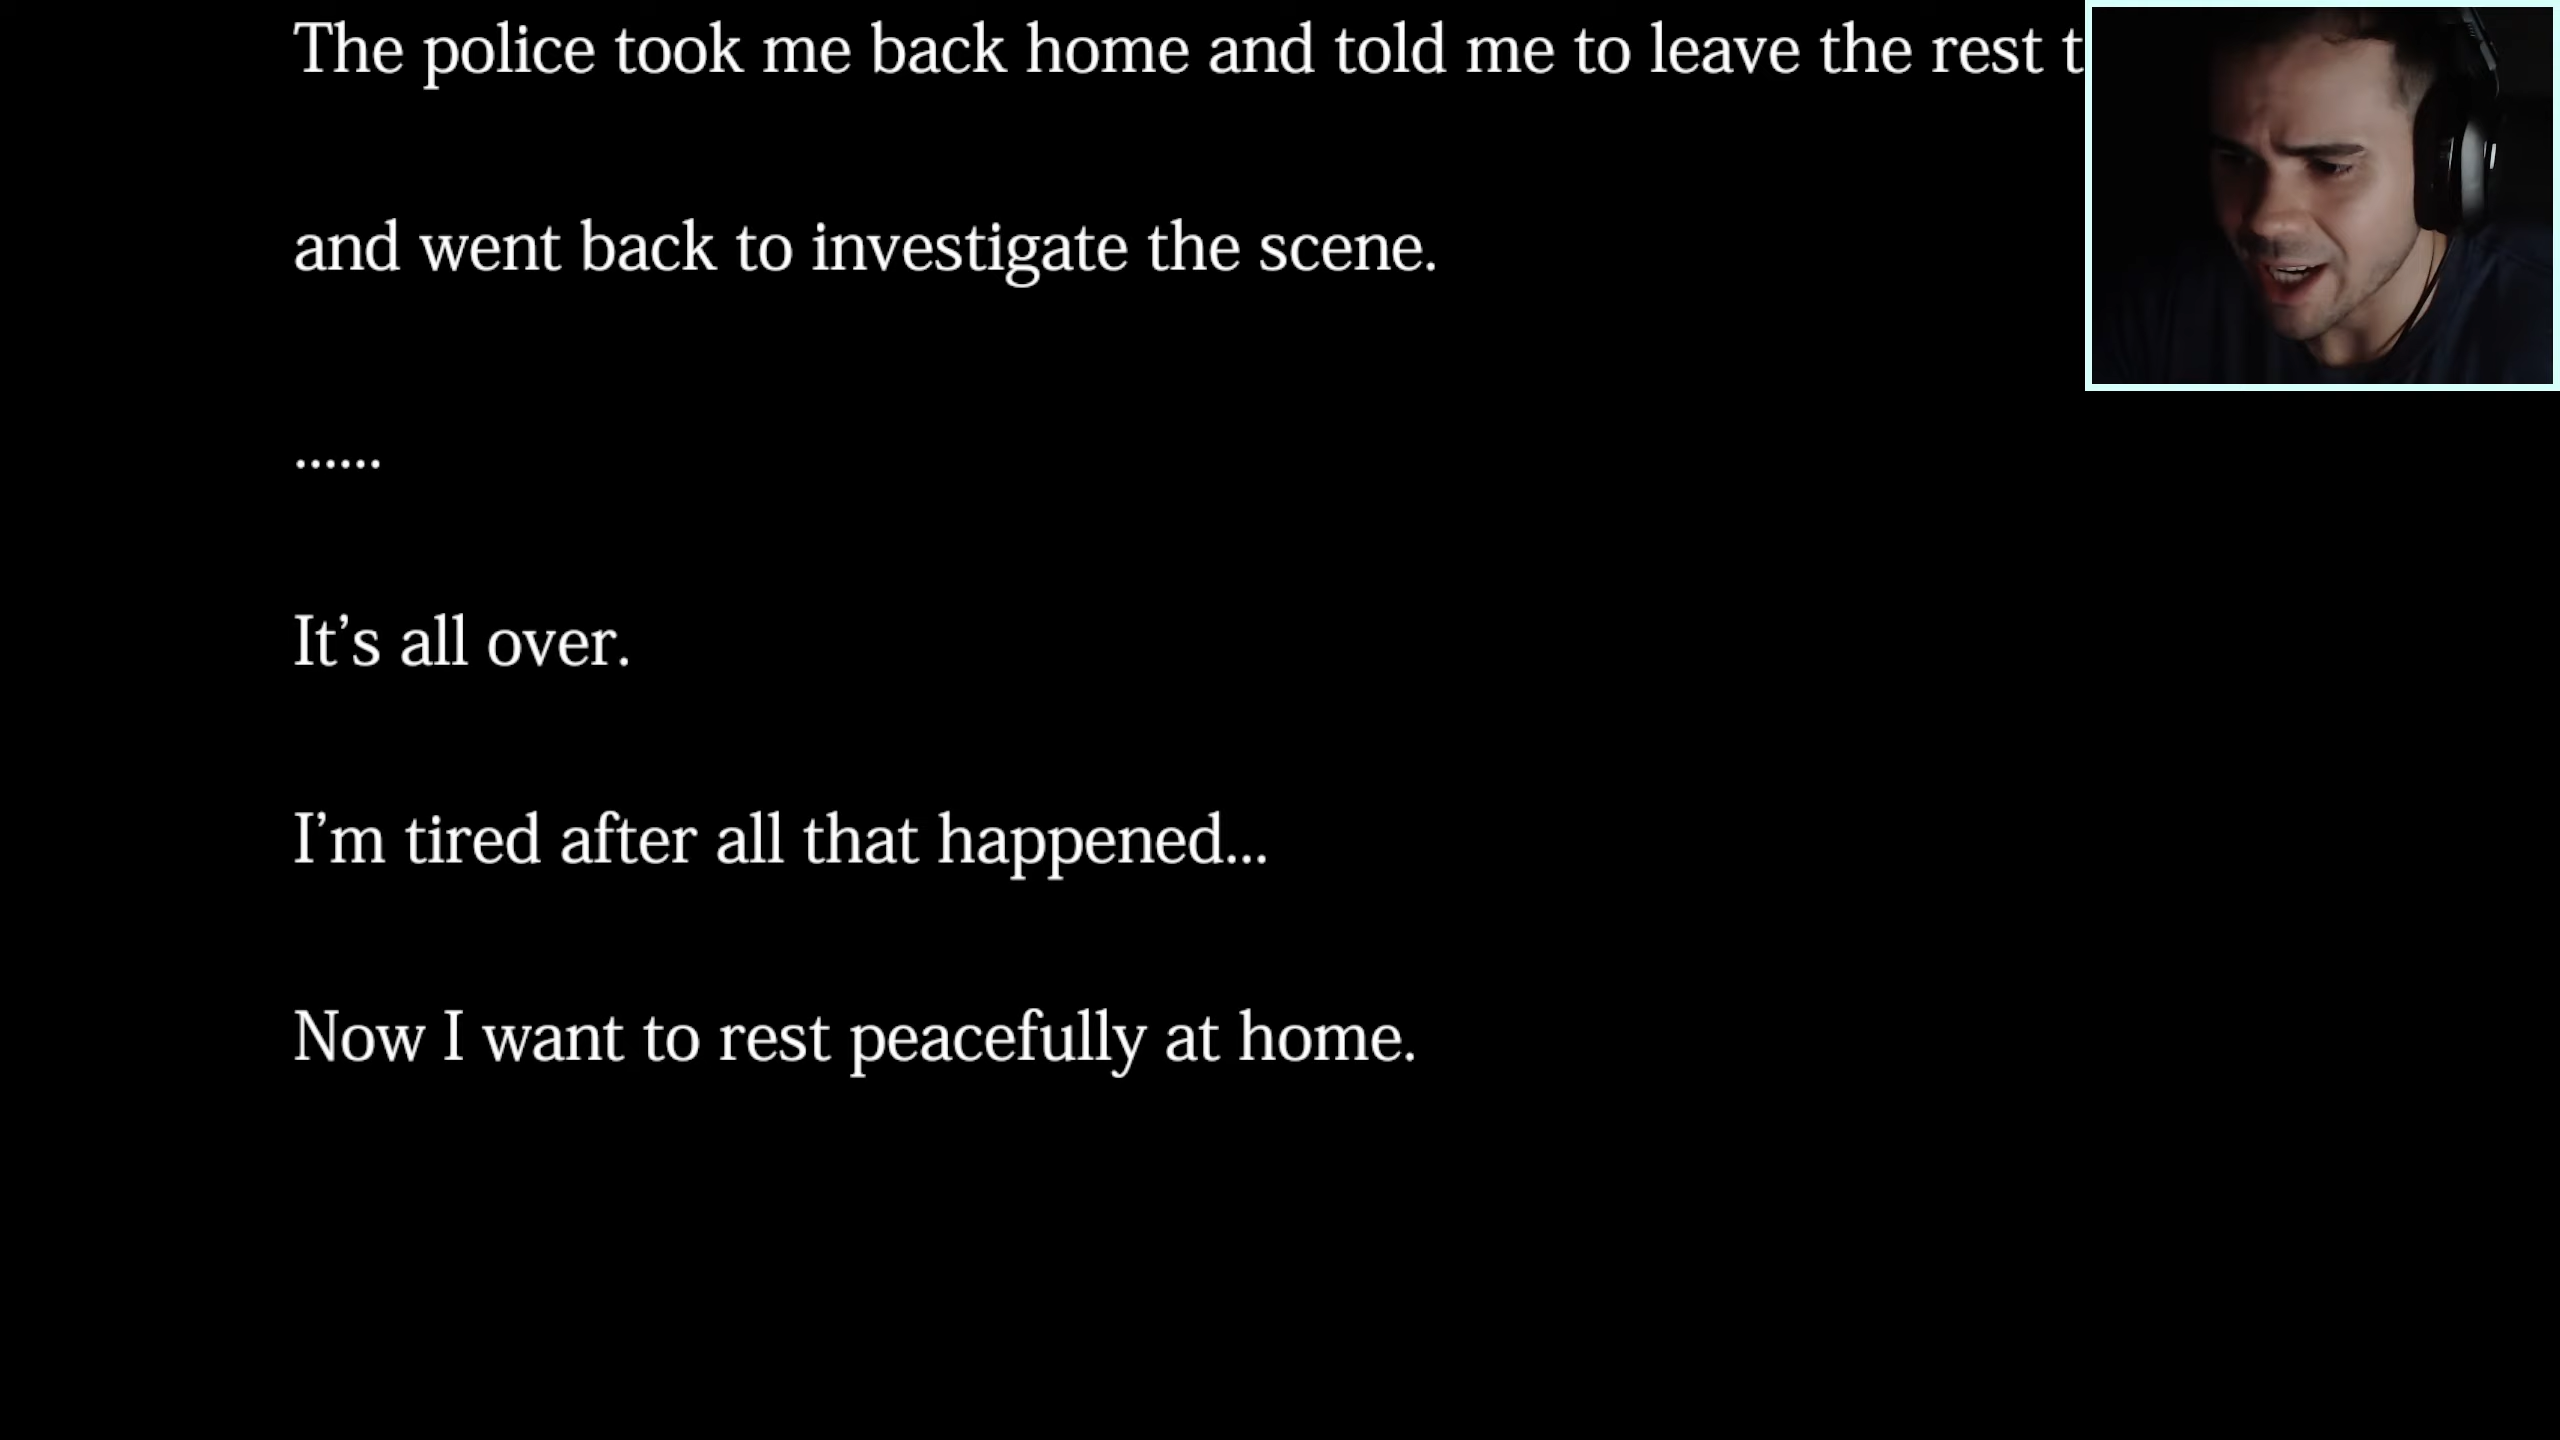 The police took me back home and told me to leave the rest
and went back to investigate the scene.
......
It’s all over.
I’m tired after all that happened...
Now I want to rest peacefully at home.